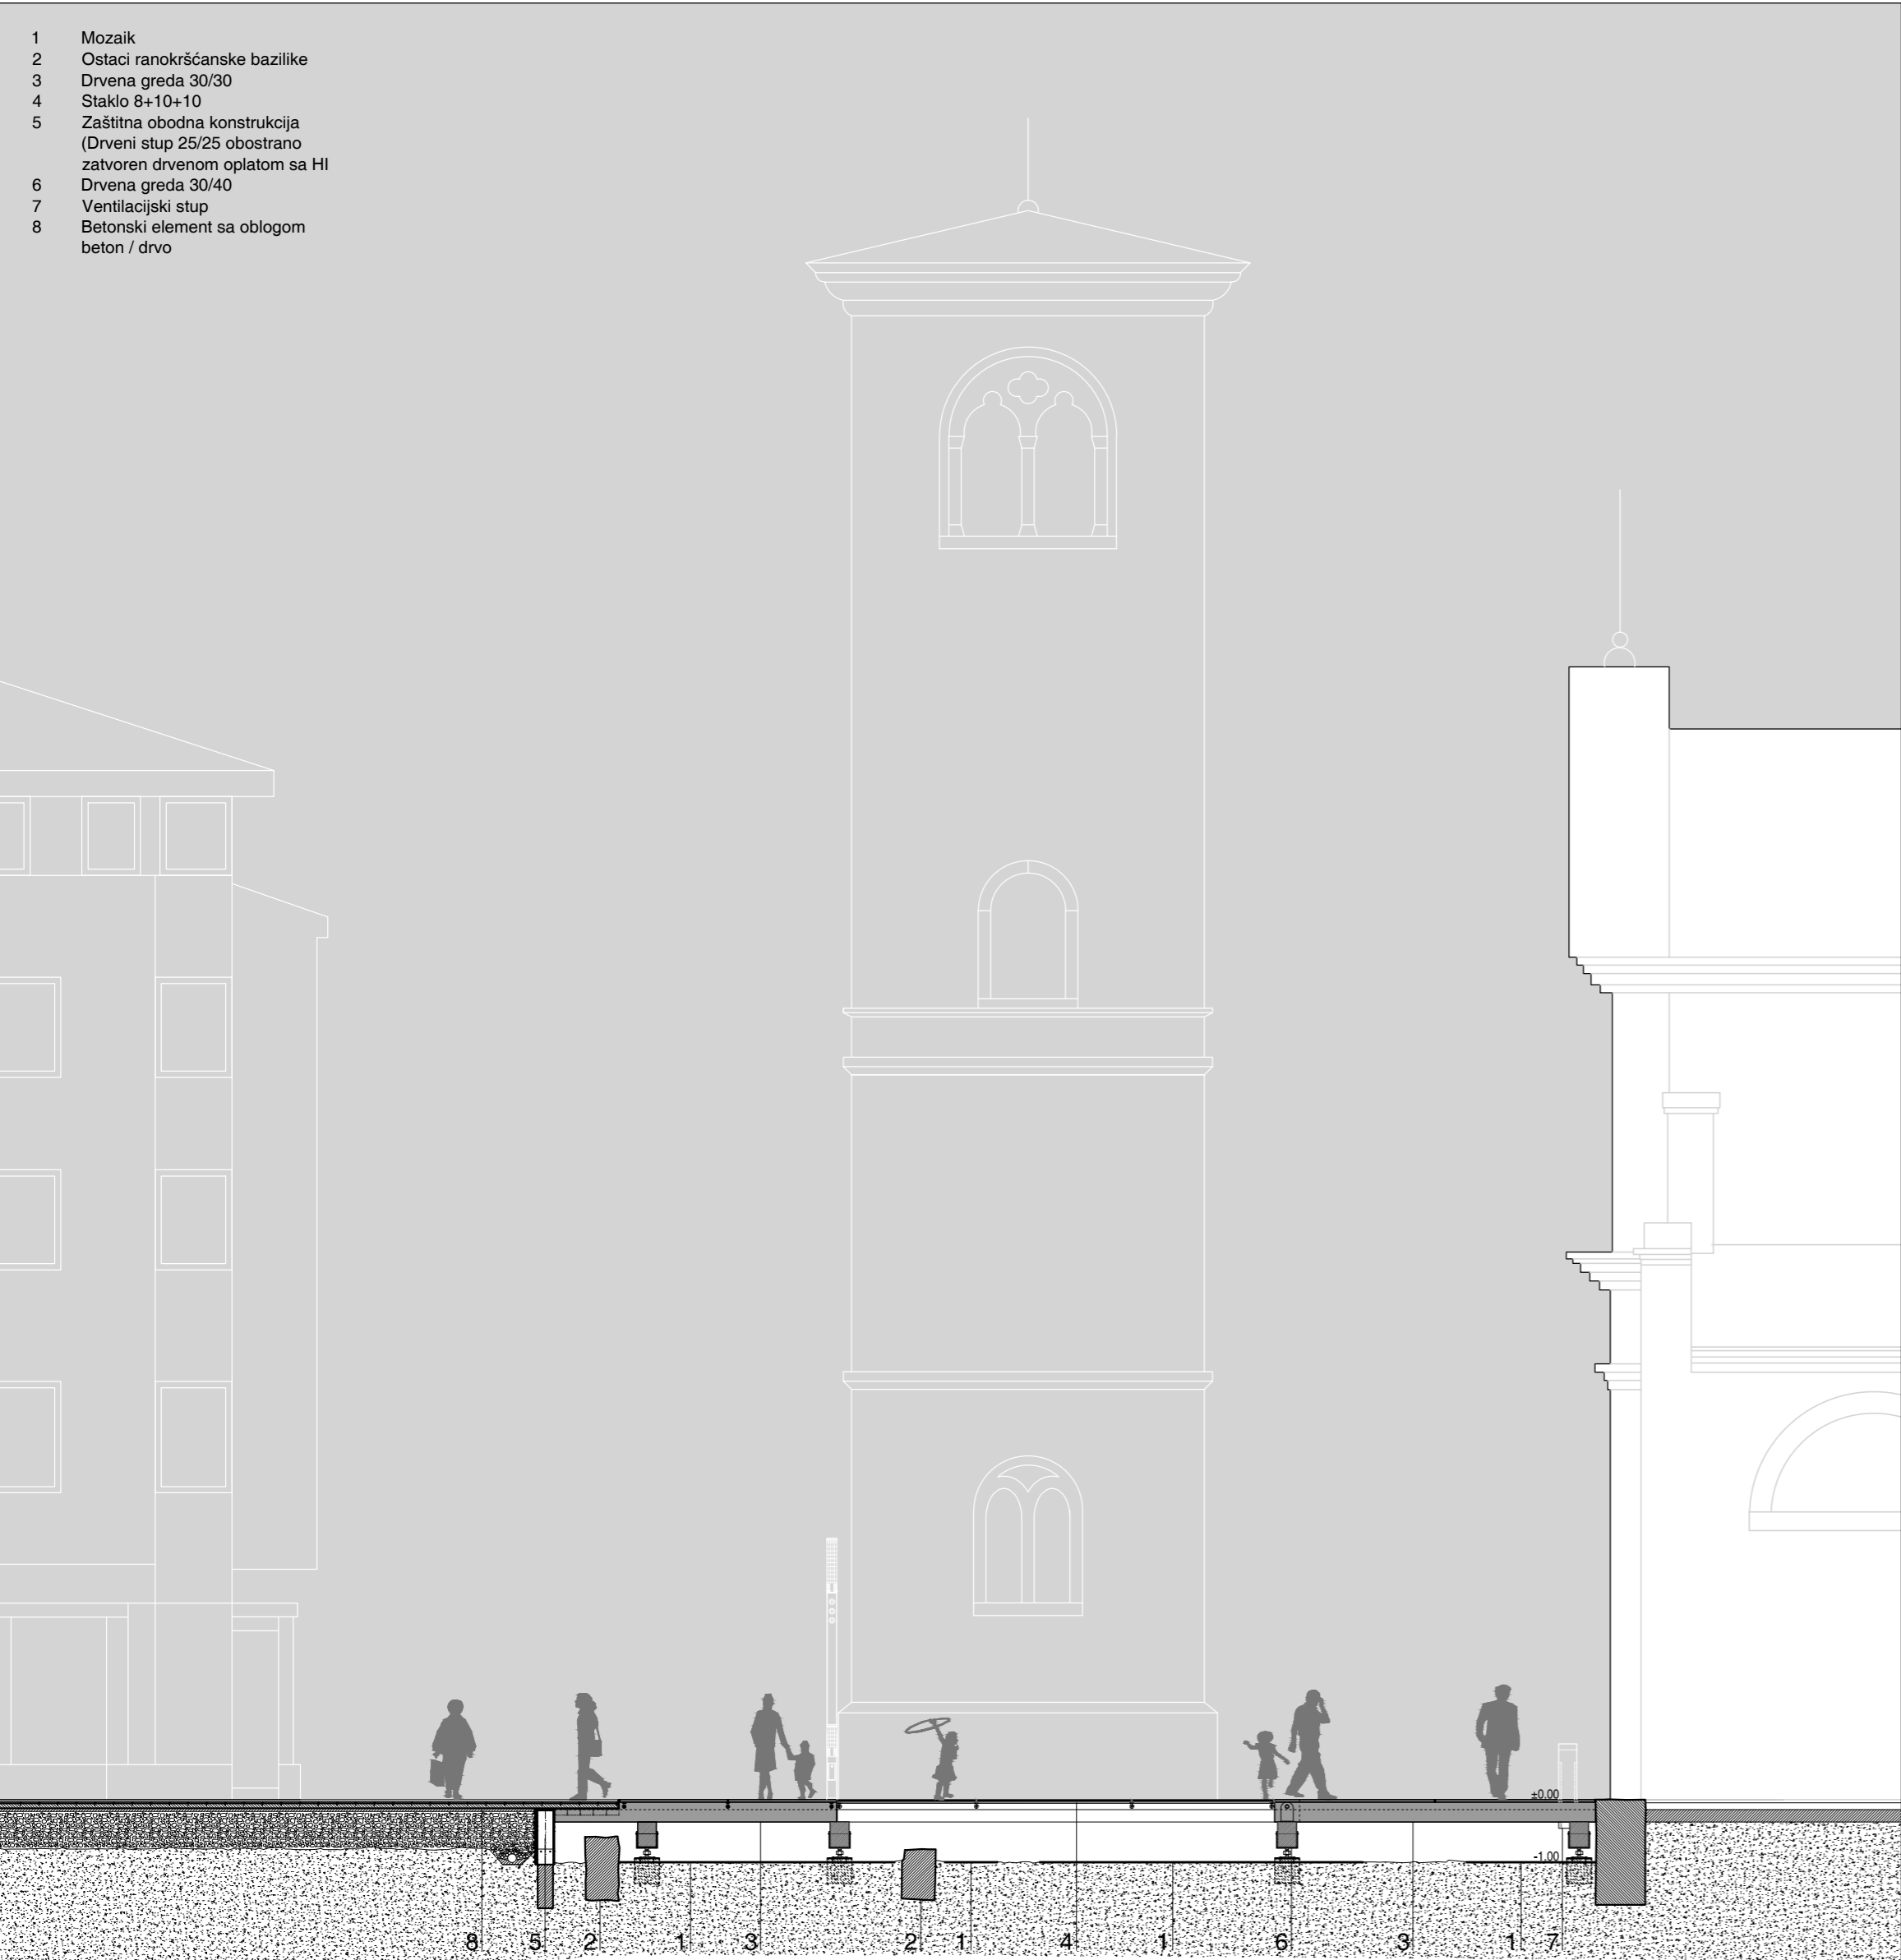 1 Mozaik
2 Ostaci ranokršćanske bazilike
3 Drvena greda 30/30
4 Staklo 8+10+10
5 Zaštitna obodna konstrukcija
(Drveni stup 25/25 obostrano
zatvoren drvenom oplatom sa HI
6 Drvena greda 30/40
7 Ventilacijski stup
8 Betonski element sa oblogom
beton / drvo
±0.00
-1.00
8 5 2 1 3 2 1 4 1 6 3 1 7